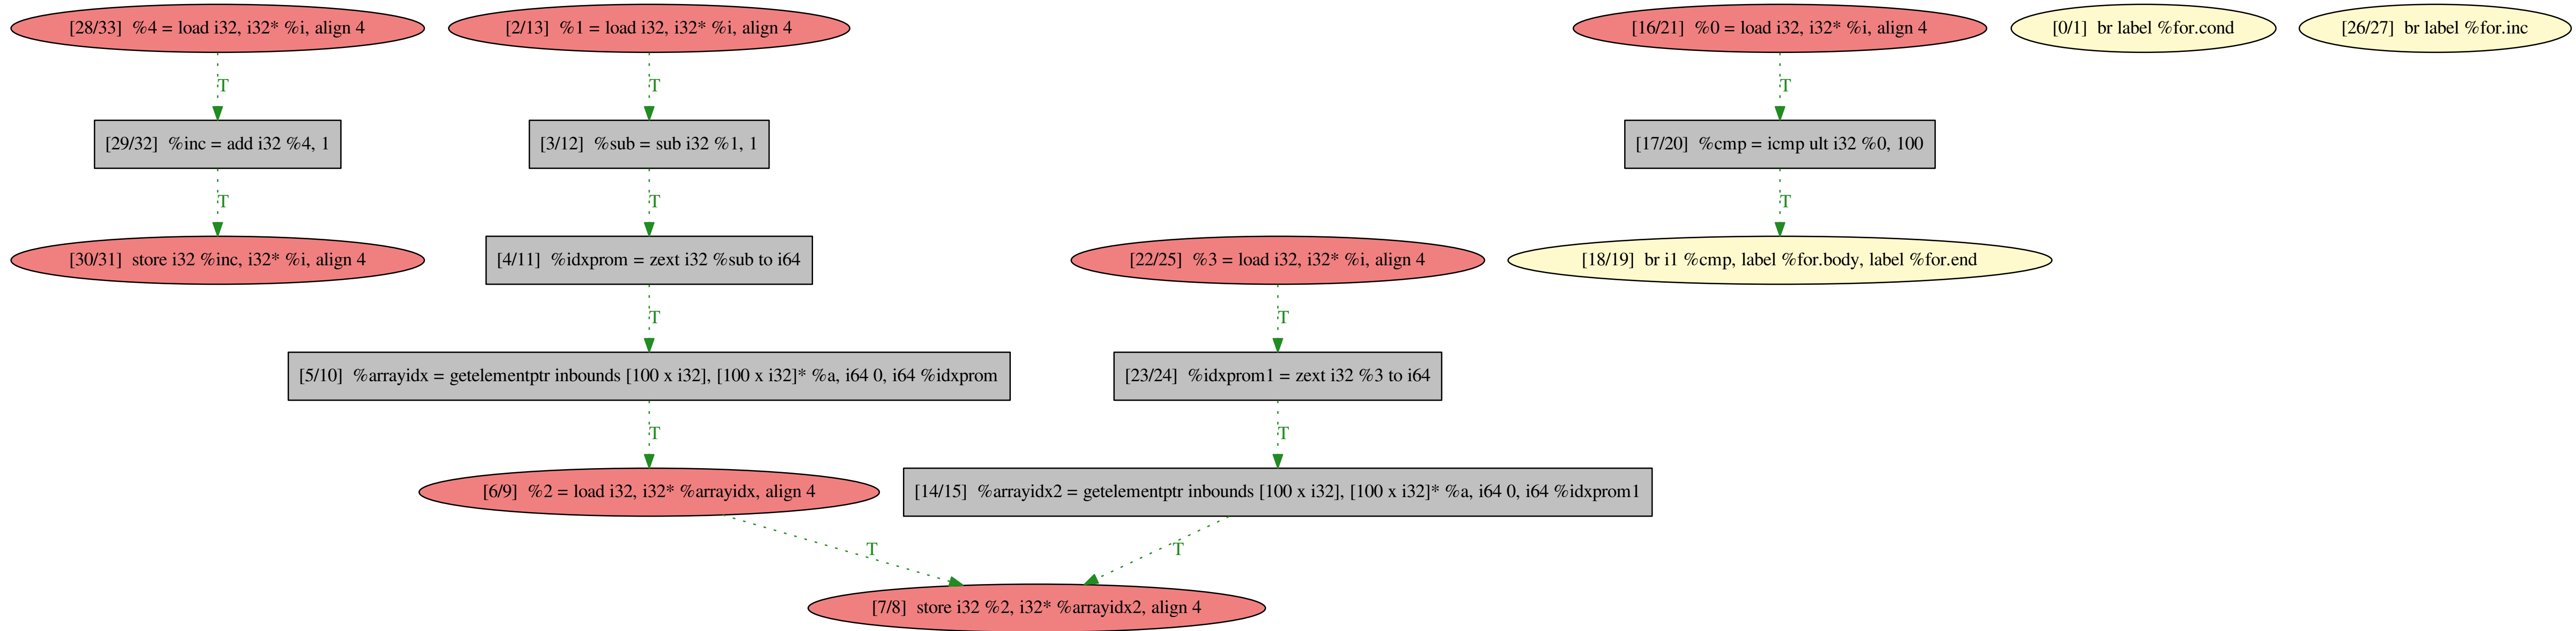 [28/33]  %4 = load i32, i32* %i, align 4
[2/13]  %1 = load i32, i32* %i, align 4
[16/21]  %0 = load i32, i32* %i, align 4
[0/1]  br label %for.cond
[26/27]  br label %for.inc
T
T
T
[29/32]  %inc = add i32 %4, 1
[3/12]  %sub = sub i32 %1, 1
[17/20]  %cmp = icmp ult i32 %0, 100
T
T
T
[30/31]  store i32 %inc, i32* %i, align 4
[4/11]  %idxprom = zext i32 %sub to i64
[22/25]  %3 = load i32, i32* %i, align 4
[18/19]  br i1 %cmp, label %for.body, label %for.end
T
T
[5/10]  %arrayidx = getelementptr inbounds [100 x i32], [100 x i32]* %a, i64 0, i64 %idxprom
[23/24]  %idxprom1 = zext i32 %3 to i64
T
T
[6/9]  %2 = load i32, i32* %arrayidx, align 4
[14/15]  %arrayidx2 = getelementptr inbounds [100 x i32], [100 x i32]* %a, i64 0, i64 %idxprom1
T
T
[7/8]  store i32 %2, i32* %arrayidx2, align 4